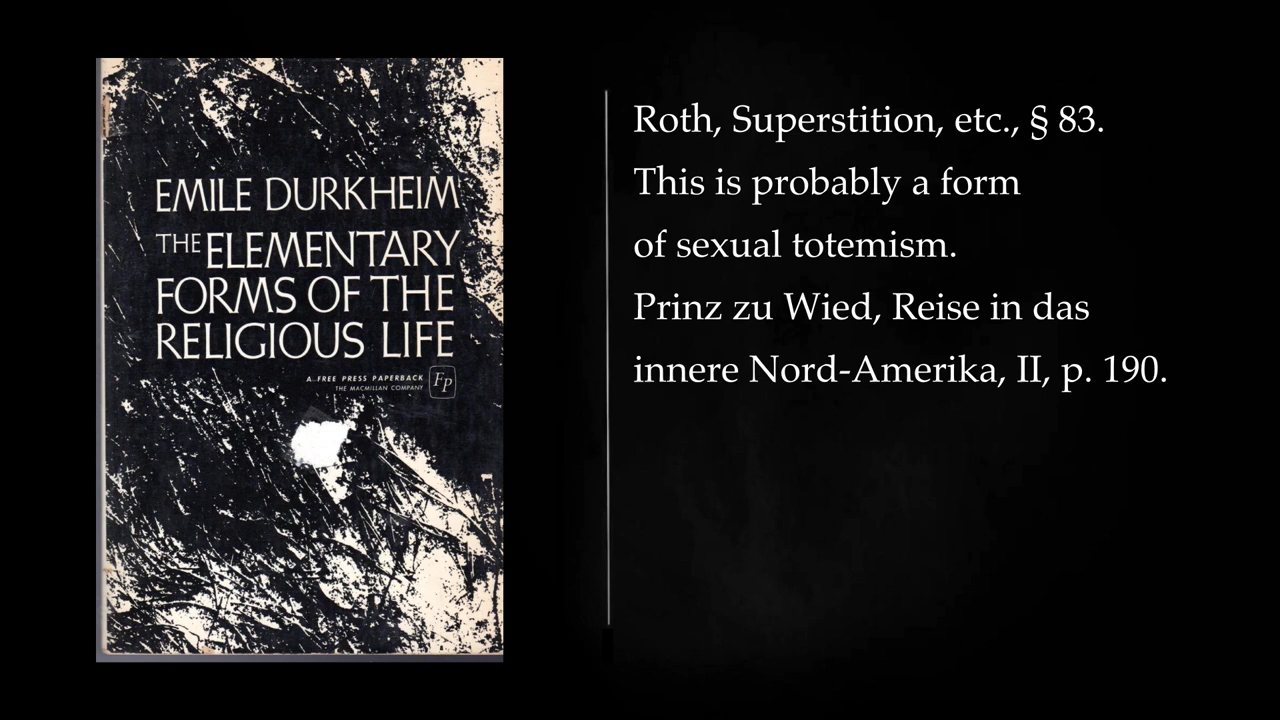 EMILE DURKHEIM
THE ELEMENTARY
FORMS OF THE
RELIGIOUS LIFE
A FREE PRESS PAPERBACK
THE MACMILLAN COMPANY
Fp
Roth, Superstition, etc., § 83.
This is probably a form
of sexual totemism.
Prinz zu Wied, Reise in das
innere Nord-Amerika, II, p. 190.